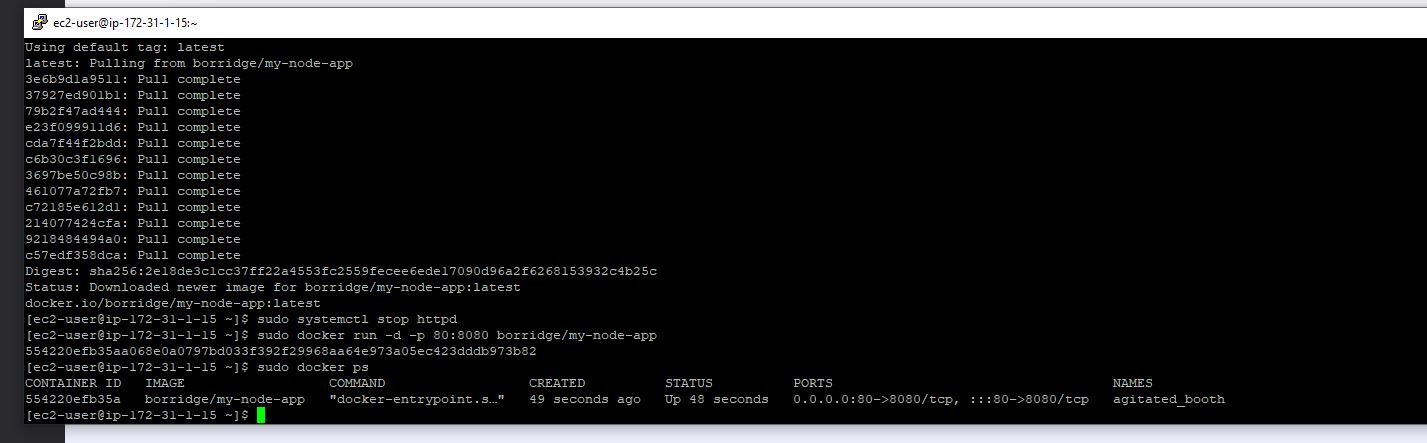 ec2-user@ip-172-31-1-15:~
Using default tag: latest
latest: Pulling from borridge/my-node-app
3e6b9d1a9511: Pull complete
37927ed901b1: Pull complete
79b2f47ad444: Pull complete
e23f099911d6: Pull complete
cda7f44f2bdd: Pull complete
c6b30c3f1696: Pull complete
3697be50c98b: Pull complete
461077a72fb7: Pull complete
c72185e612d1: Pull complete
214077424cfa: Pull complete
9218484494a0: Pull complete
c57edf358dca: Pull complete
Digest: sha256:2e18de3c1cc37ff22a4553fc2559fecee6ede17090d96a2f6268153932c4b25c
Status: Downloaded newer image for borridge/my-node-app:latest
docker.io/borridge/my-node-app:latest
[ec2-user@ip-172-31-1-15 ~]$ sudo systemctl stop httpd
[ec2-user@ip-172-31-1-15 ~]$ sudo docker run -d -p 80:8080 borridge/my-node-app
554220efb35aa068e0a0797bd033f392f29968aa64e973a05ec423dddb973b82
[ec2-user@ip-172-31-1-15 ~]$ sudo docker ps
CONTAINER ID IMAGE COMMAND CREATED STATUS PORTS NAMES
554220efb35a borridge/my-node-app "docker-entrypoint.s…" 49 seconds ago Up 48 seconds 0.0.0.0:80->8080/tcp, :::80->8080/tcp agitated_booth
[ec2-user@ip-172-31-1-15 ~]$